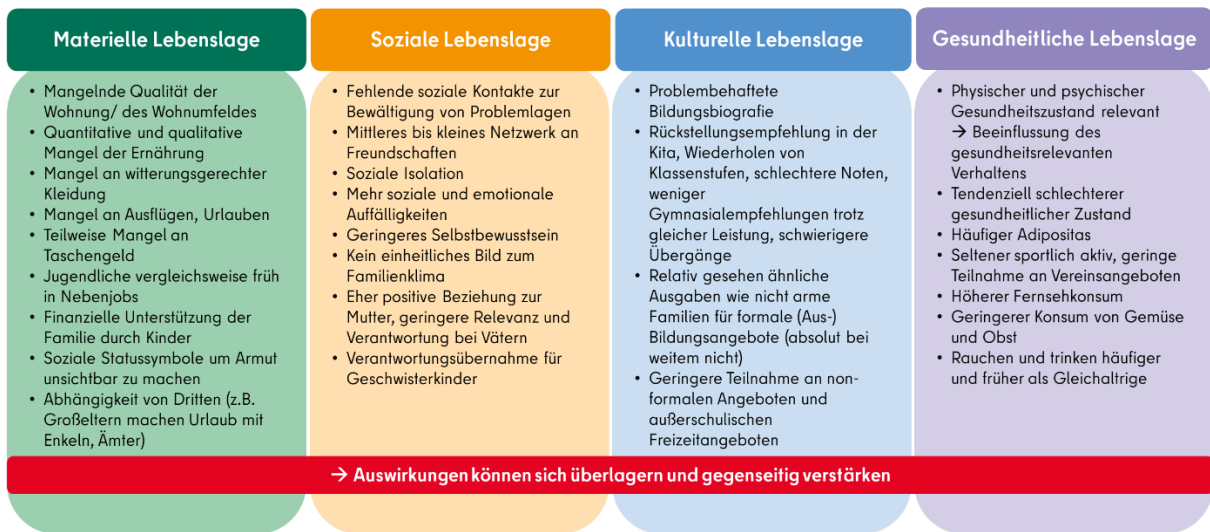 Materielle Lebenslage
• Mangelnde Qualität der
Wohnung/ des Wohnumfeldes
• Quantitative und qualitative
Mangel der Ernährung
• Mangel an witterungsgerechter
Kleidung
• Mangel an Ausflügen, Urlauben
• Teilweise Mangel an
Taschengeld
• Jugendliche vergleichsweise früh
in Nebenjobs
• Finanzielle Unterstützung der
Familie durch Kinder
• Soziale Statussymbole um Armut
unsichtbar zu machen
• Abhängigkeit von Dritten (z.B.
Großeltern machen Urlaub mit
Enkeln, Ämter)
Soziale Lebenslage
• Fehlende soziale Kontakte zur
Bewältigung von Problemlagen
• Mittleres bis kleines Netzwerk an
Freundschaften
• Soziale Isolation
• Mehr soziale und emotionale
Auffälligkeiten
• Geringeres Selbstbewusstsein
• Kein einheitliches Bild zum
Familienklima
• Eher positive Beziehung zur
Mutter, geringere Relevanz und
Verantwortung bei Vätern
• Verantwortungsübernahme für
Geschwisterkinder
Kulturelle Lebenslage
• Problembehaftete
Bildungsbiografie
• Rückstellungsempfehlung in der
Kita, Wiederholen von
Klassenstufen, schlechtere Noten,
weniger
Gymnasialempfehlungen trotz
gleicher Leistung, schwierigere
Übergänge
• Relativ gesehen ähnliche
Ausgaben wie nicht arme
Familien für formale (Aus-)
Bildungsangebote (absolut bei
weitem nicht)
• Geringere Teilnahme an non-
formalen Angeboten und
außerschulischen
Freizeitangeboten
Gesundheitliche Lebenslage
• Physischer und psychischer
Gesundheitszustand relevant
→ Beeinflussung des
gesundheitsrelevanten
Verhaltens
• Tendenziell schlechterer
gesundheitlicher Zustand
• Häufiger Adipositas
• Seltener sportlich aktiv, geringe
Teilnahme an Vereinsangeboten
• Höherer Fernsehkonsum
• Geringerer Konsum von Gemüse
und Obst
• Rauchen und trinken häufiger
und früher als Gleichaltrige
→ Auswirkungen können sich überlagern und gegenseitig verstärken